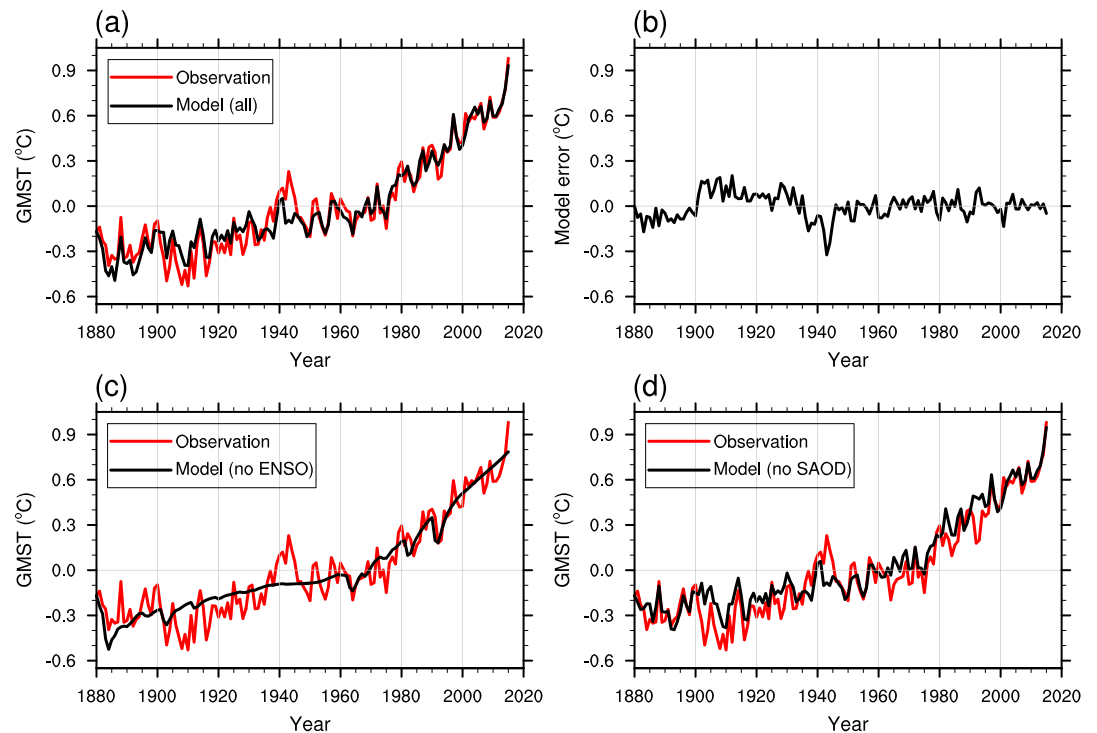 (a)
GMST (°C)
0.9
0.6
0.3
0.0
-0.3
-0.6
Observation
Model (all)
1880 1900 1920 1940 1960 1980 2000 2020
Year
(b)
Model error (°C)
0.9
0.6
0.3
0.0
-0.3
-0.6
1880 1900 1920 1940 1960 1980 2000 2020
Year
(c)
GMST (°C)
0.9
0.6
0.3
0.0
-0.3
-0.6
Observation
Model (no ENSO)
1880 1900 1920 1940 1960 1980 2000 2020
Year
(d)
GMST (°C)
0.9
0.6
0.3
0.0
-0.3
-0.6
Observation
Model (no SAOD)
1880 1900 1920 1940 1960 1980 2000 2020
Year